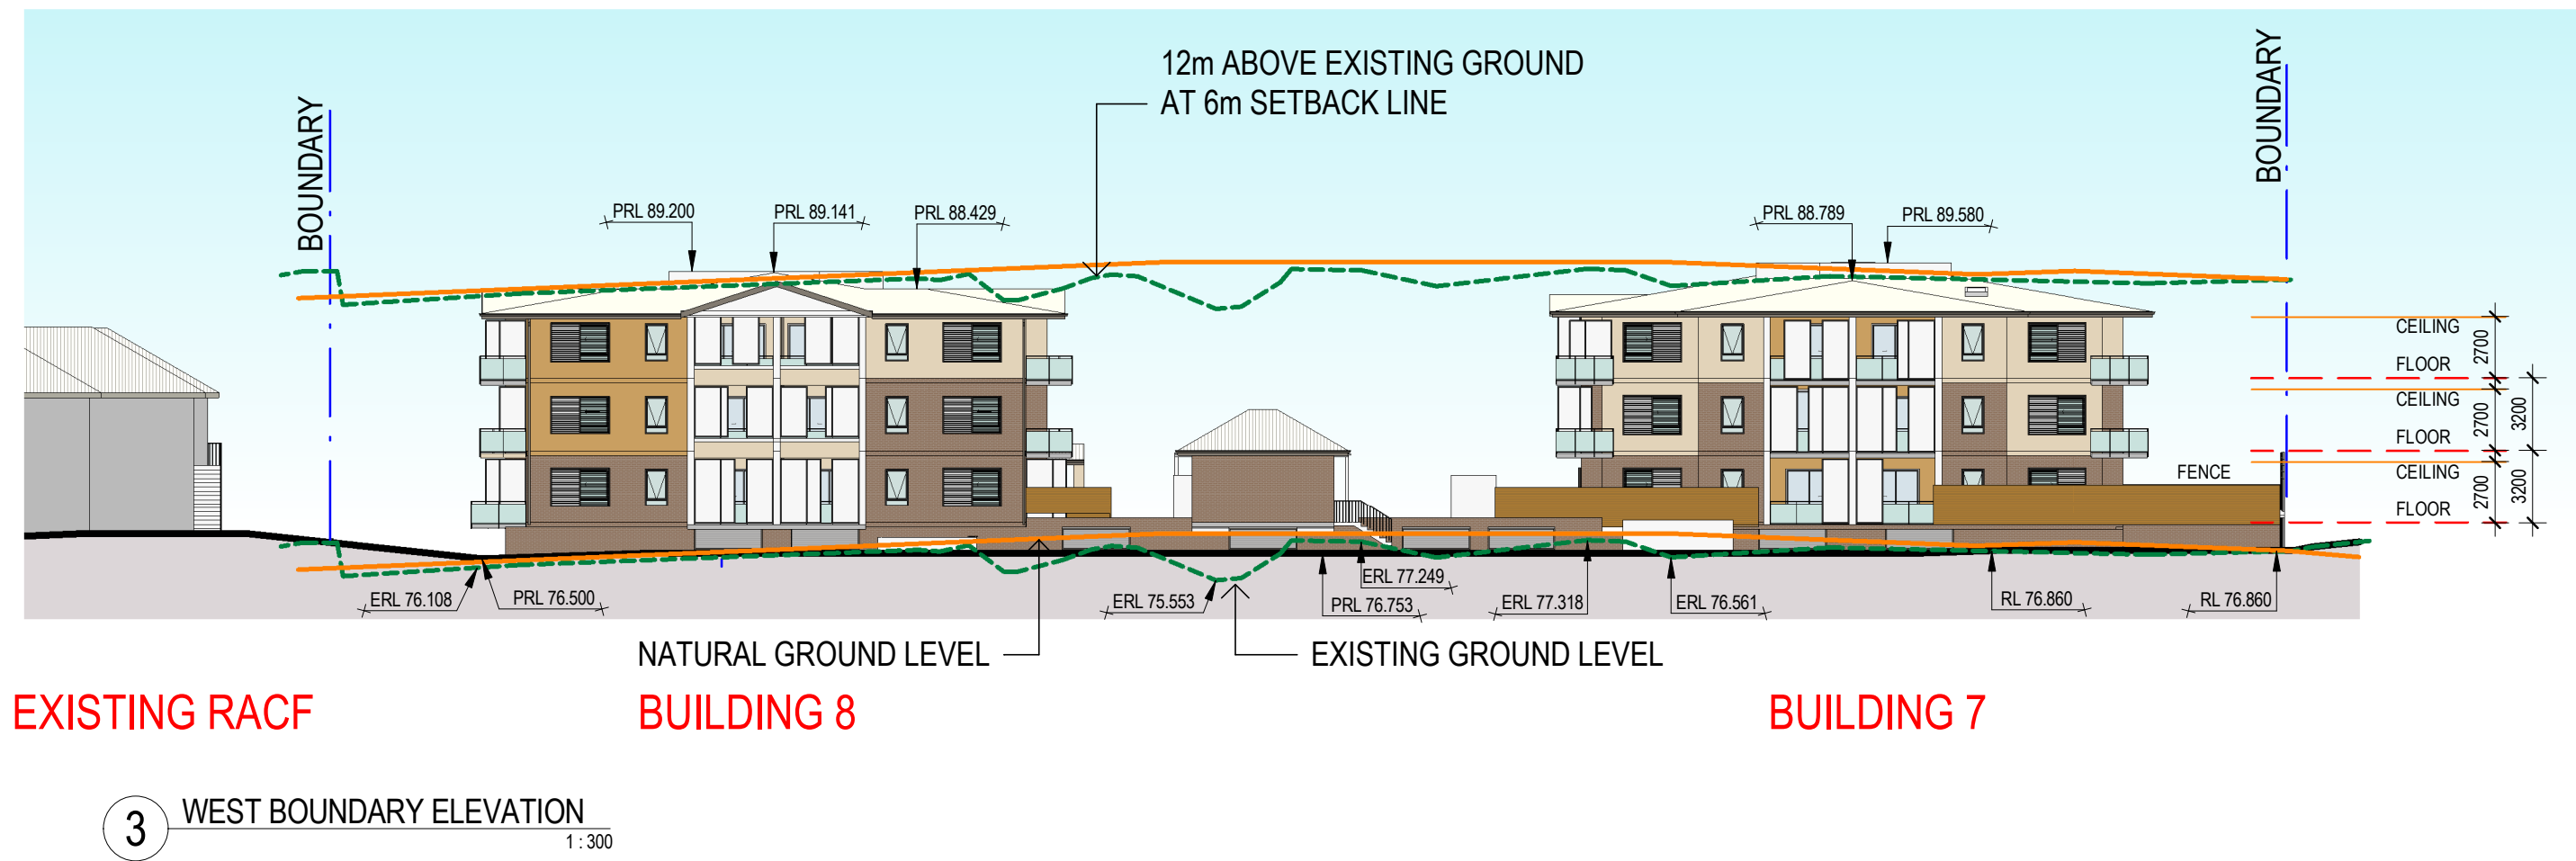 12m ABOVE EXISTING GROUND
AT 6m SETBACK LINE
BOUNDARY
BOUNDARY
PRL 89.200
PRL 89.141
PRL 88.429
PRL 88.789
PRL 89.580
CEILING
2700
FLOOR
CEILING
2700
3200
FLOOR
FENCE
CEILING
2700
3200
FLOOR
ERL 76.108
PRL 76.500
ERL 75.553
ERL 77.249
PRL 76.753
ERL 77.318
ERL 76.561
RL 76.860
RL 76.860
NATURAL GROUND LEVEL
EXISTING GROUND LEVEL
EXISTING RACF
BUILDING 8
BUILDING 7
3
WEST BOUNDARY ELEVATION
1 : 300